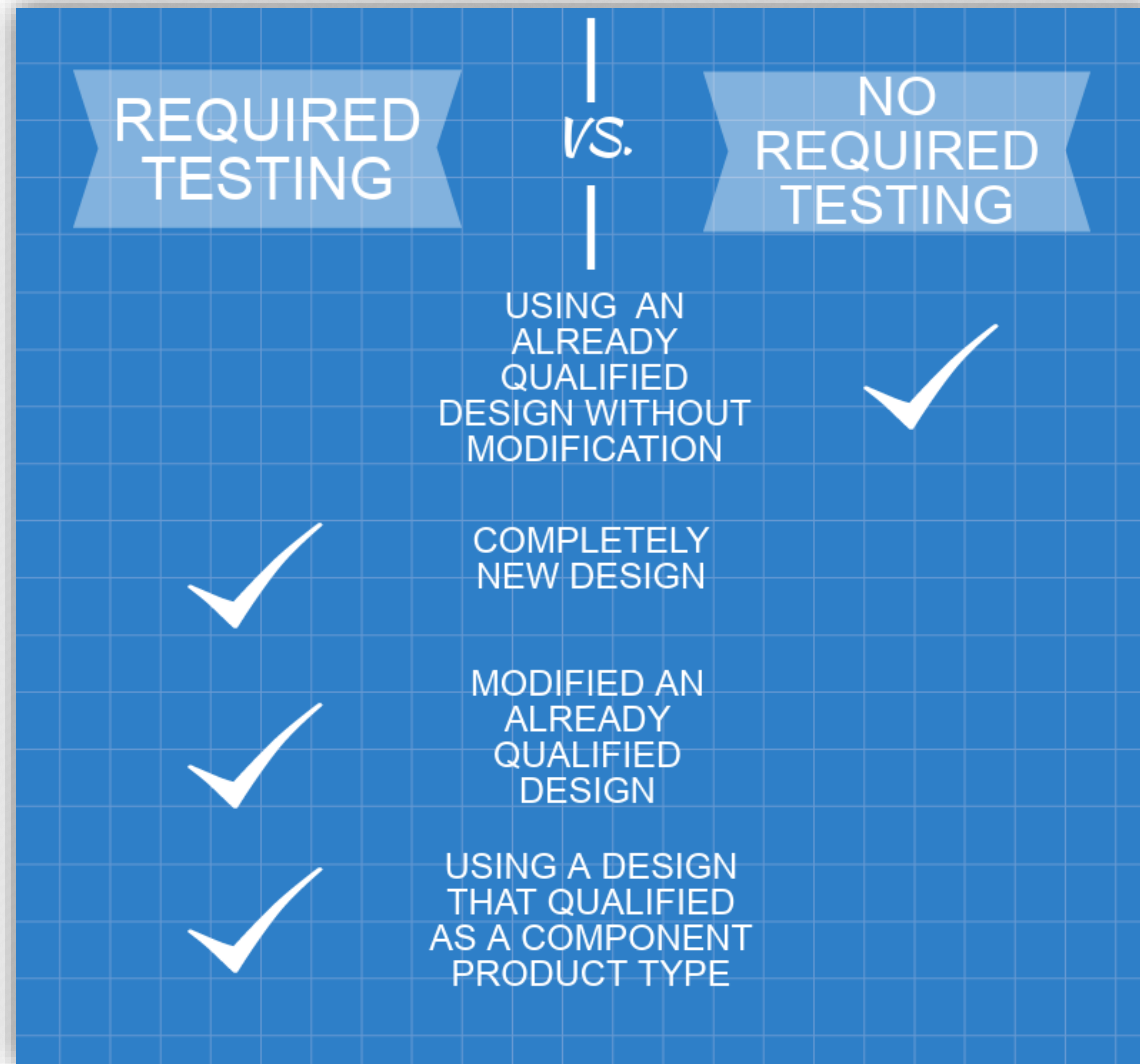 REQUIRED
TESTING
VS.
NO
REQUIRED
TESTING
USING AN
ALREADY
QUALIFIED
DESIGN WITHOUT
MODIFICATION
COMPLETELY
NEW DESIGN
MODIFIED AN
ALREADY
QUALIFIED
DESIGN
USING A DESIGN
THAT QUALIFIED
AS A COMPONENT
PRODUCT TYPE